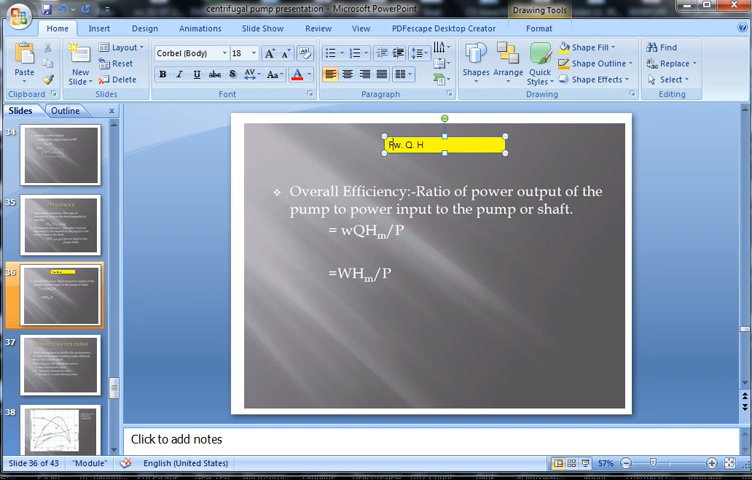 centrifugal pump presentation - Microsoft PowerPoint
Drawing Tools
Home Insert Design Animations Slide Show Review View PDFescape Desktop Creator Format
Paste
New Slide
Layout
Reset
Delete
Corbel (Body) 18
Shapes
Arrange
Quick Styles
Shape Fill
Shape Outline
Shape Effects
Find
Replace
Select
Clipboard Slides Font Paragraph Drawing Editing
Slides Outline
34
35
36
37
38
Fw. Q. H
Overall Efficiency:-Ratio of power output of the
pump to power input to the pump or shaft.
= wQHm/P
=WHm/P
Click to add notes
Slide 36 of 43 "Module" English (United States) 57%